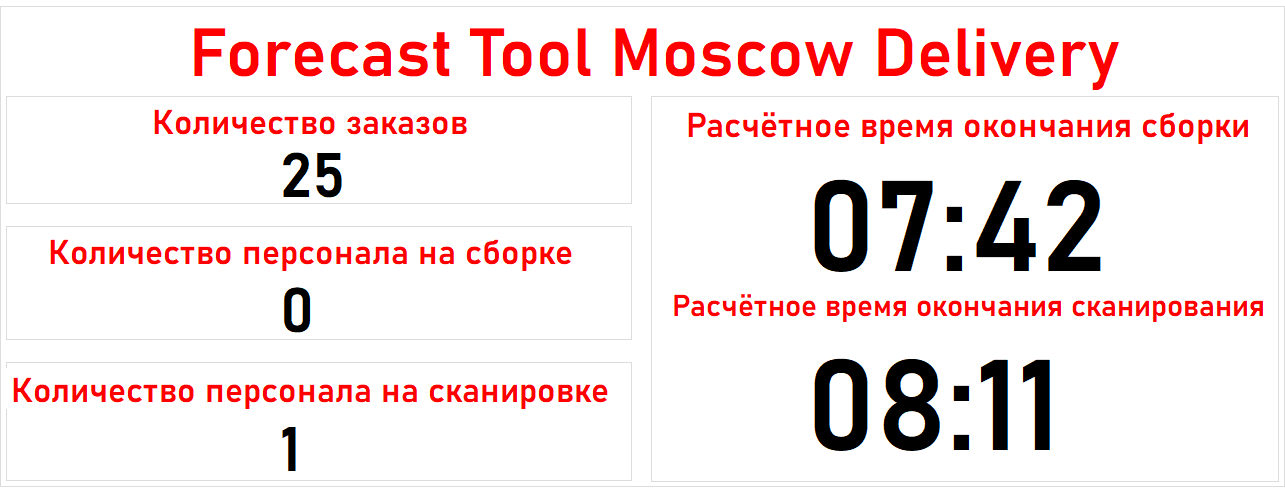 Forecast Tool Moscow Delivery
Количество заказов
25
Количество персонала на сборке
0
Количество персонала на сканировке
1
Расчётное время окончания сборки
07:42
Расчётное время окончания сканирования
08:11